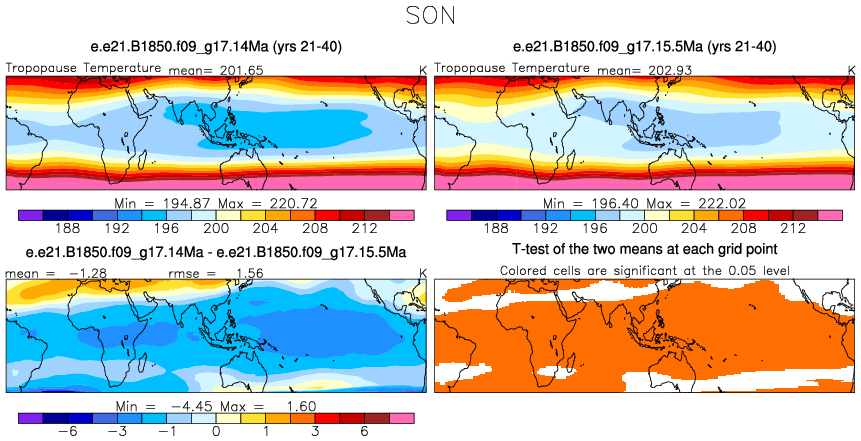 SON
e.e21.B1850.f09_g17.14Ma (yrs 21-40)
Tropopause Temperature mean= 201.65 K
Min = 194.87 Max = 220.72
188 192 196 200 204 208 212
e.e21.B1850.f09_g17.15.5Ma (yrs 21-40)
Tropopause Temperature mean= 202.93 K
Min = 196.40 Max = 222.02
188 192 196 200 204 208 212
e.e21.B1850.f09_g17.14Ma - e.e21.B1850.f09_g17.15.5Ma
mean = -1.28 rmse = 1.56 K
Min = -4.45 Max = 1.60
-6 -3 -1 0 1 3 6
T-test of the two means at each grid point
Colored cells are significant at the 0.05 level